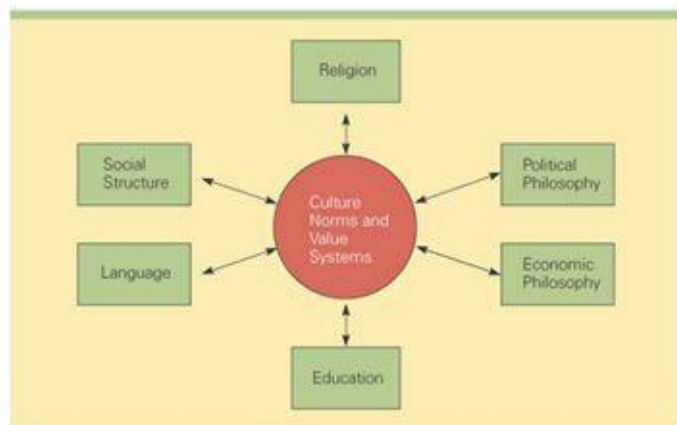 Religion
Social
Structure
Political
Philosophy
Culture
Norms and
Value
Systems
Language
Economic
Philosophy
Education